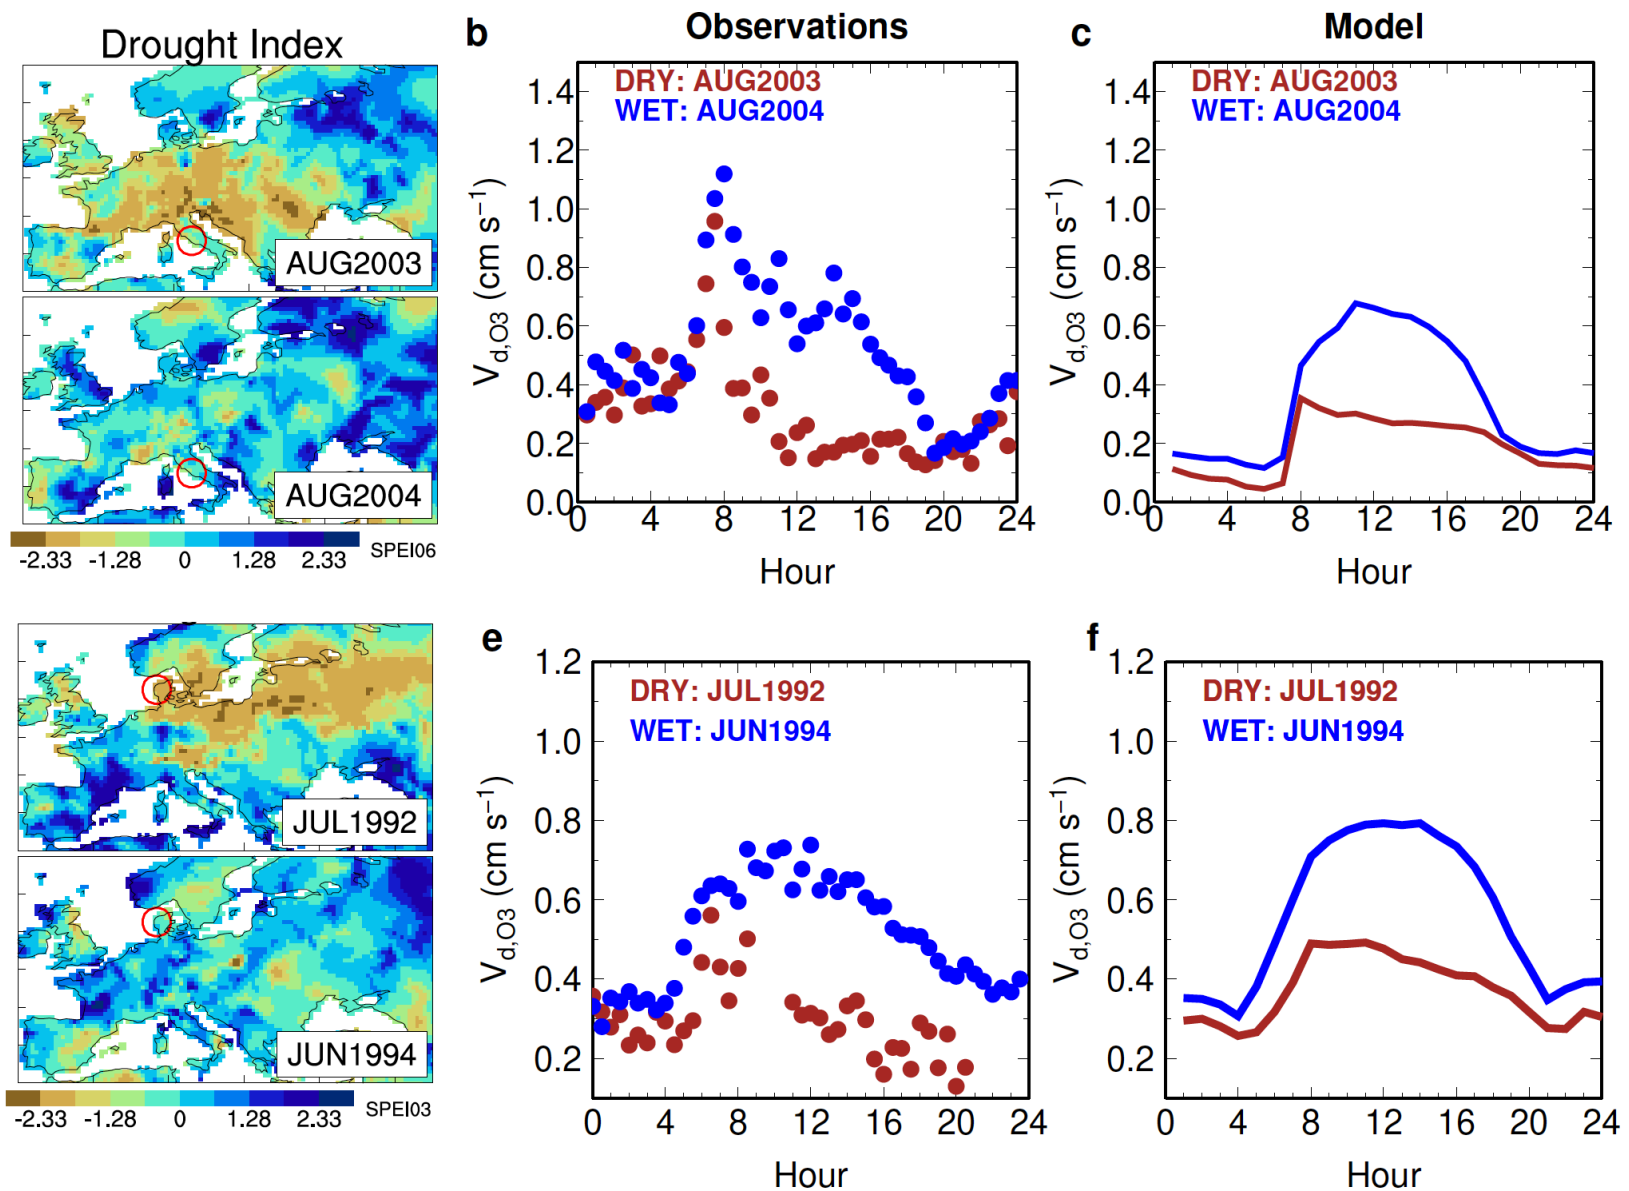 Drought Index
AUG2003
AUG2004
-2.33 -1.28 0 1.28 2.33 SPEI06
b Observations
DRY: AUG2003
WET: AUG2004
1.4
1.2
1.0
0.8
0.6
0.4
0.2
0.0
V d,O3 (cm s−1)
0 4 8 12 16 20 24
Hour
c Model
DRY: AUG2003
WET: AUG2004
1.4
1.2
1.0
0.8
0.6
0.4
0.2
0.0
V d,O3 (cm s−1)
0 4 8 12 16 20 24
Hour
JUL1992
JUN1994
-2.33 -1.28 0 1.28 2.33 SPEI03
e
DRY: JUL1992
WET: JUN1994
1.2
1.0
0.8
0.6
0.4
0.2
V d,O3 (cm s−1)
0 4 8 12 16 20 24
Hour
f
DRY: JUL1992
WET: JUN1994
1.2
1.0
0.8
0.6
0.4
0.2
V d,O3 (cm s−1)
0 4 8 12 16 20 24
Hour